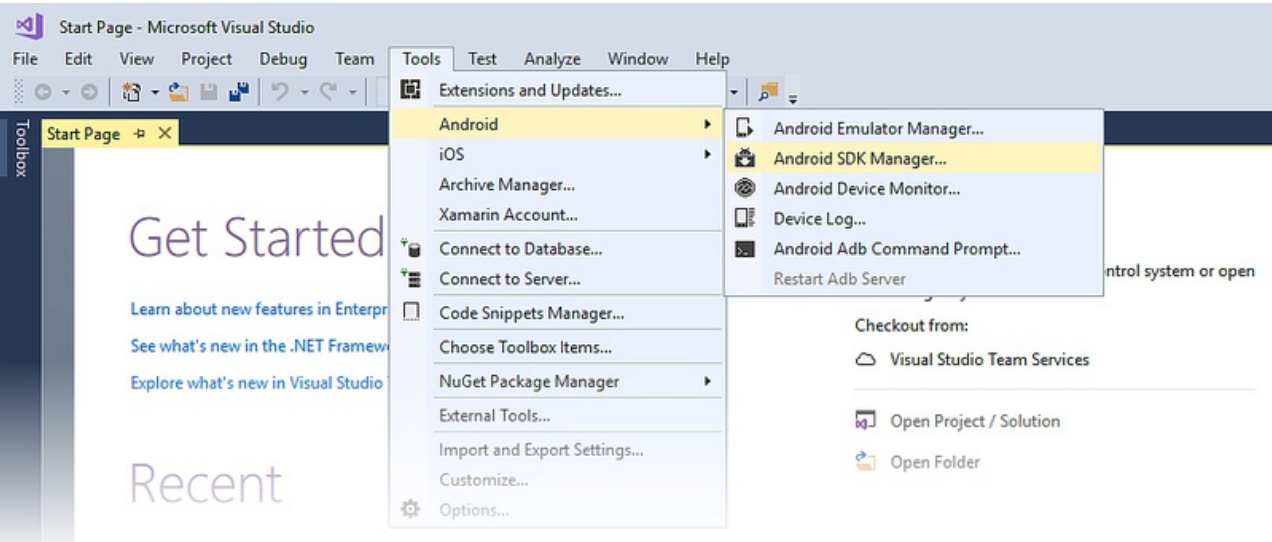 Start Page - Microsoft Visual Studio
File Edit View Project Debug Team Tools Test Analyze Window Help
Toolbox
Start Page
Extensions and Updates...
Android
iOS
Archive Manager...
Xamarin Account...
Connect to Database...
Connect to Server...
Code Snippets Manager...
Choose Toolbox Items...
NuGet Package Manager
External Tools...
Import and Export Settings...
Customize...
Options...
Android Emulator Manager...
Android SDK Manager...
Android Device Monitor...
Device Log...
Android Adb Command Prompt...
Restart Adb Server
Get Started
Learn about new features in Enterpr
See what's new in the .NET Framew
Explore what's new in Visual Studio
Recent
ntrol system or open
Checkout from:
Visual Studio Team Services
Open Project / Solution
Open Folder